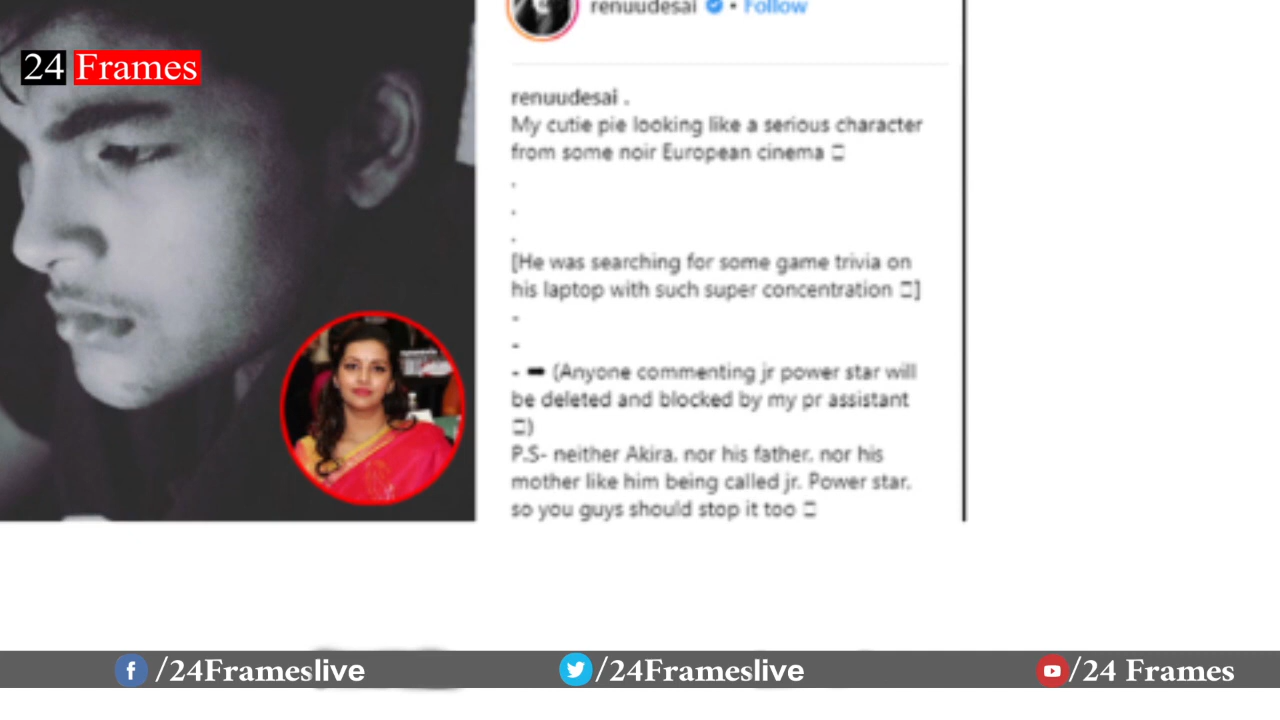 24 Frames
renuudesai • Follow
renuudesai .
My cutie pie looking like a serious character
from some noir European cinema □
.
.
.
[He was searching for some game trivia on
his laptop with such super concentration □]
-
-
- ➡ (Anyone commenting jr power star will
be deleted and blocked by my pr assistant
□)
P.S- neither Akira, nor his father, nor his
mother like him being called jr. Power star,
so you guys should stop it too □
/24Frameslive
/24Frameslive
/24 Frames